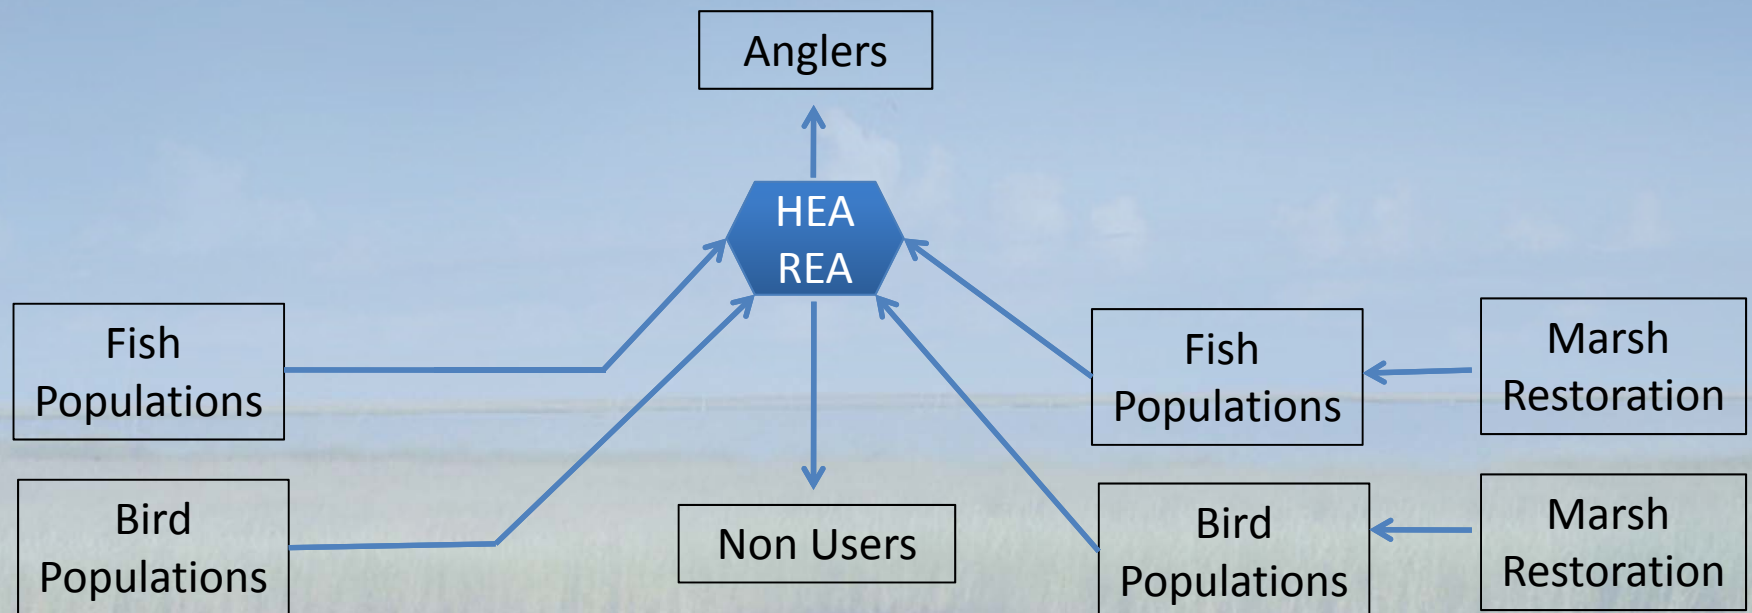 Anglers
HEA
REA
Fish
Populations
Bird
Populations
Non Users
Fish
Populations
Bird
Populations
Marsh
Restoration
Marsh
Restoration